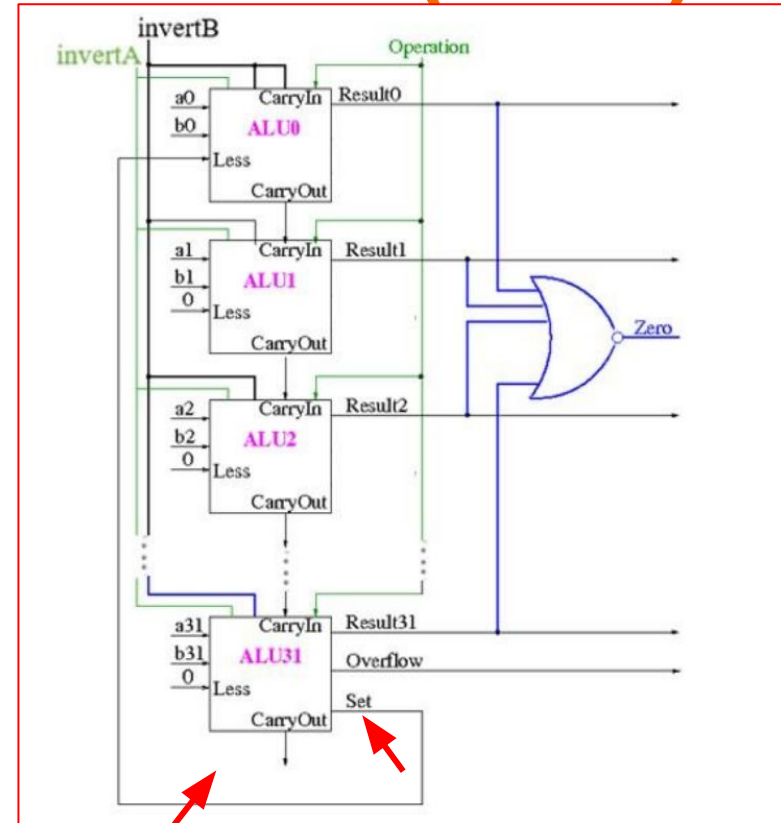 invertB
invertA
Operation
a0
CarryIn
Result0
b0
ALU0
Less
CarryOut
a1
CarryIn
Result1
b1
ALU1
0
Less
CarryOut
Zero
a2
CarryIn
Result2
b2
ALU2
0
Less
CarryOut
a31
CarryIn
Result31
b31
ALU31
Overflow
0
Less
Set
CarryOut